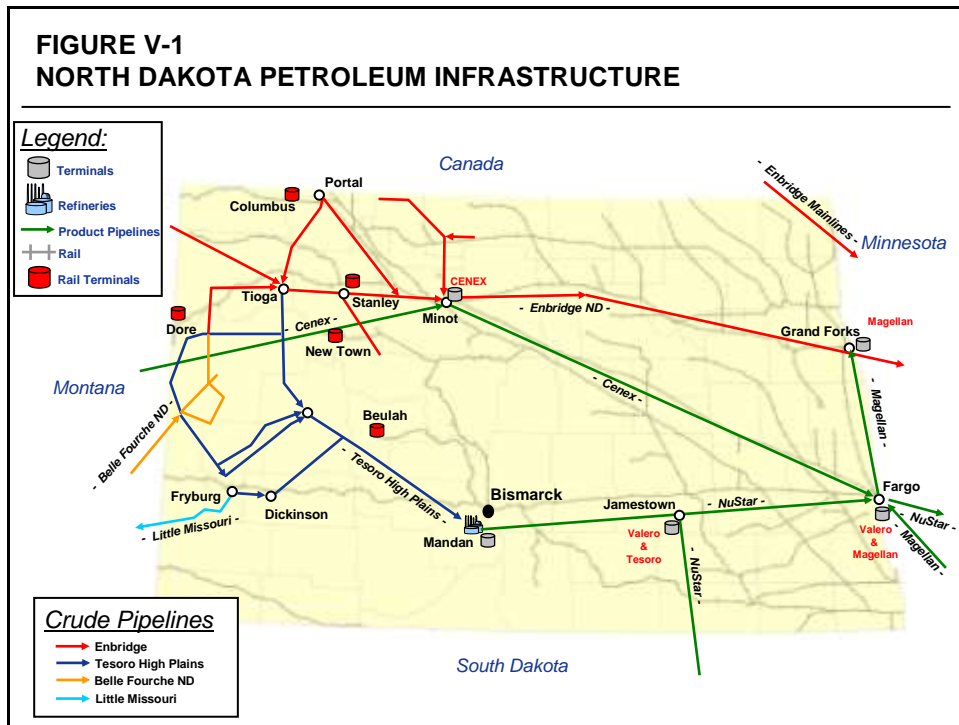 FIGURE V-1
NORTH DAKOTA PETROLEUM INFRASTRUCTURE
Legend:
Terminals
Refineries
Product Pipelines
Rail
Rail Terminals
Canada
Minnesota
Montana
South Dakota
- Enbridge Mainlines-
Portal
Columbus
Tioga
Stanley
CENEX
Minot
- Enbridge ND -
Magellan
Grand Forks
Dore
- Cenex -
New Town
- Cenex -
- Magellan -
Beulah
- Belle Fourche ND -
- Tesoro High Plains -
Fryburg
Dickinson
- Little Missouri -
Bismarck
Mandan
Jamestown
- NuStar -
Valero
&
Tesoro
- NuStar -
Fargo
- NuStar -
- Magellan -
Valero
&
Magellan
Crude Pipelines
Enbridge
Tesoro High Plains
Belle Fourche ND
Little Missouri